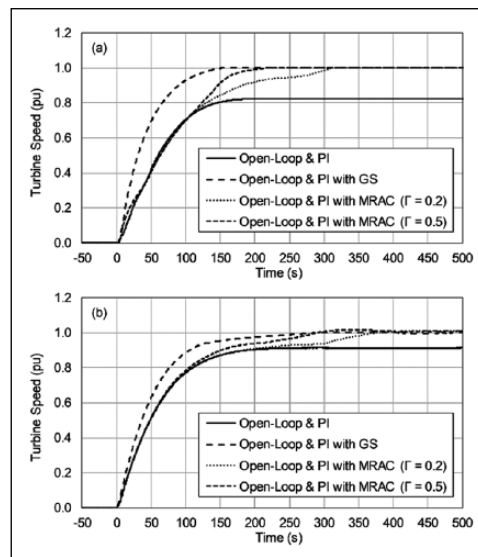 (a)
Turbine Speed (pu)
1.2
1.0
0.8
0.6
0.4
0.2
0.0
Open-Loop & PI
Open-Loop & PI with GS
Open-Loop & PI with MRAC (Γ = 0.2)
Open-Loop & PI with MRAC (Γ = 0.5)
-50 0 50 100 150 200 250 300 350 400 450 500
Time (s)
(b)
Turbine Speed (pu)
1.2
1.0
0.8
0.6
0.4
0.2
0.0
Open-Loop & PI
Open-Loop & PI with GS
Open-Loop & PI with MRAC (Γ = 0.2)
Open-Loop & PI with MRAC (Γ = 0.5)
-50 0 50 100 150 200 250 300 350 400 450 500
Time (s)